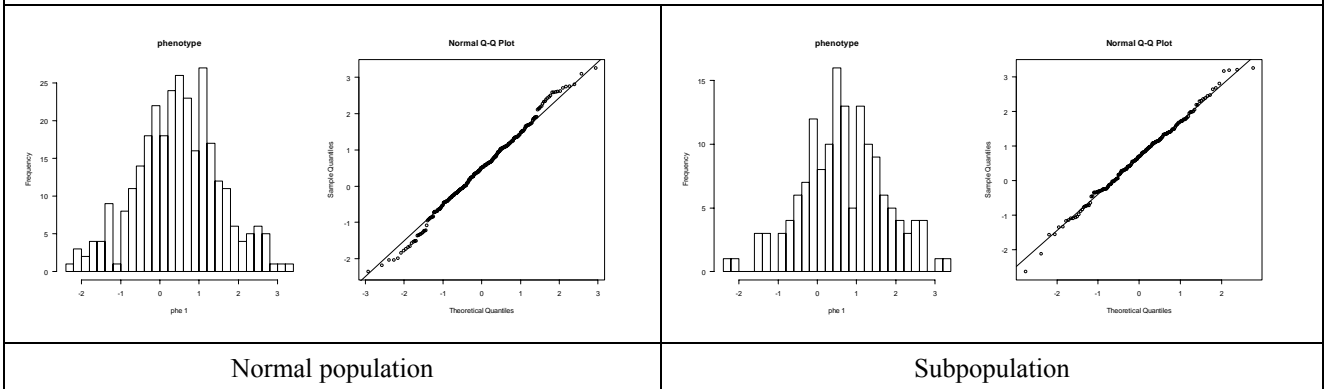 phenotype
Frequency
25
20
15
10
5
0
-2 -1 0 1 2 3
phe 1
Normal Q-Q Plot
Sample Quantiles
3
2
1
0
-1
-2
-3 -2 -1 0 1 2 3
Theoretical Quantiles
phenotype
Frequency
15
10
5
0
-2 -1 0 1 2 3
phe 1
Normal Q-Q Plot
Sample Quantiles
3
2
1
0
-1
-2
-2 -1 0 1 2
Theoretical Quantiles
Normal population
Subpopulation